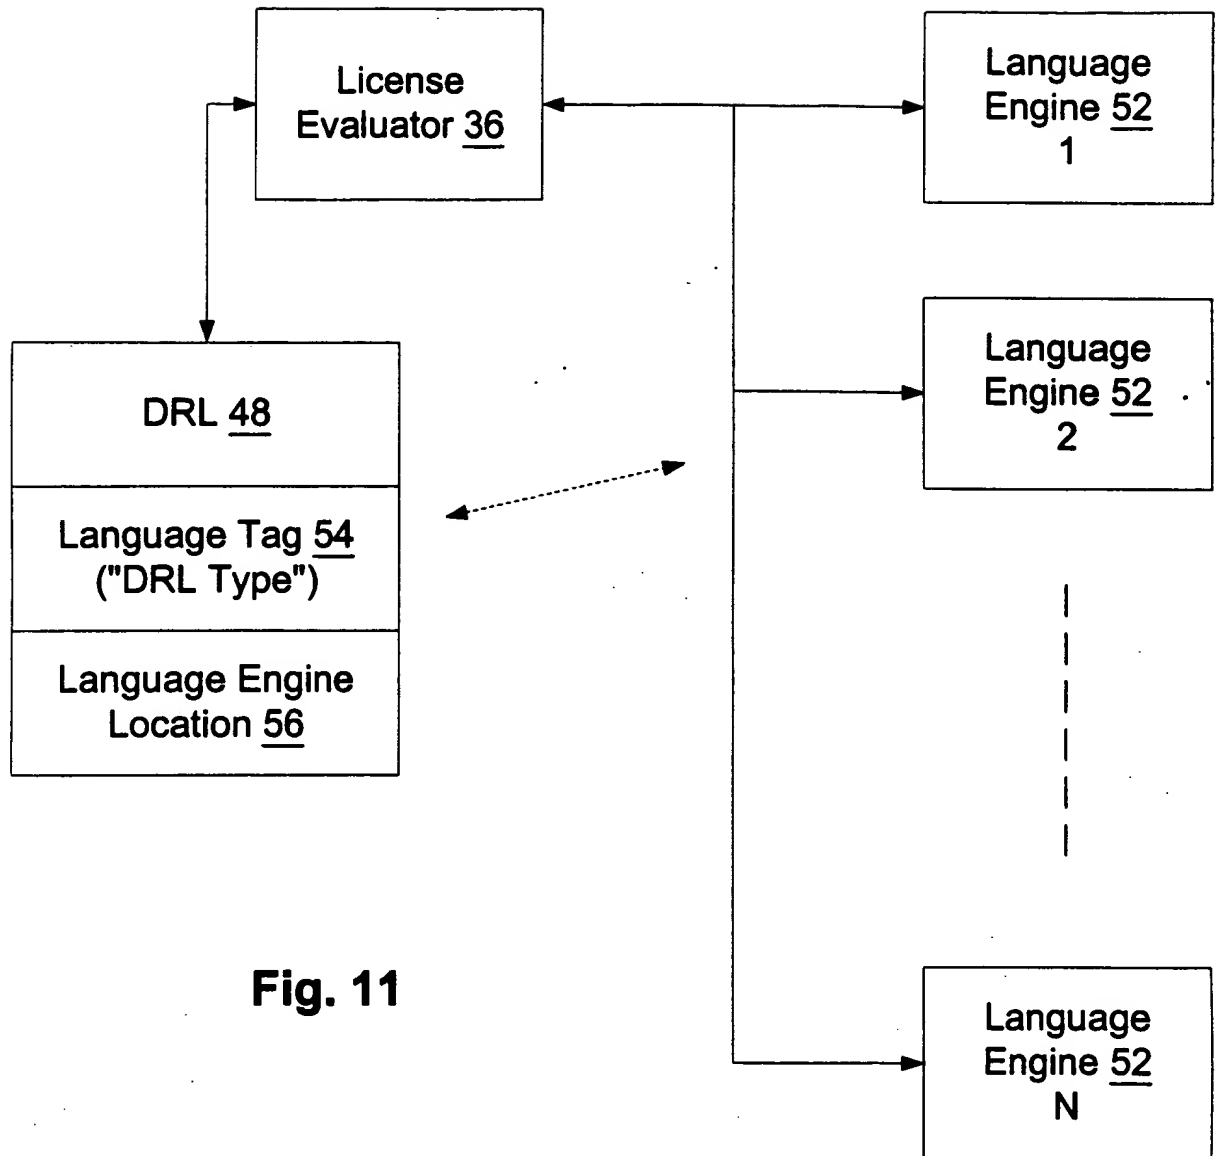 License
Evaluator 36
Language
Engine 52
1
Language
Engine 52
2
DRL 48
Language Tag 54
("DRL Type")
Language Engine
Location 56
Language
Engine 52
N
Fig. 11